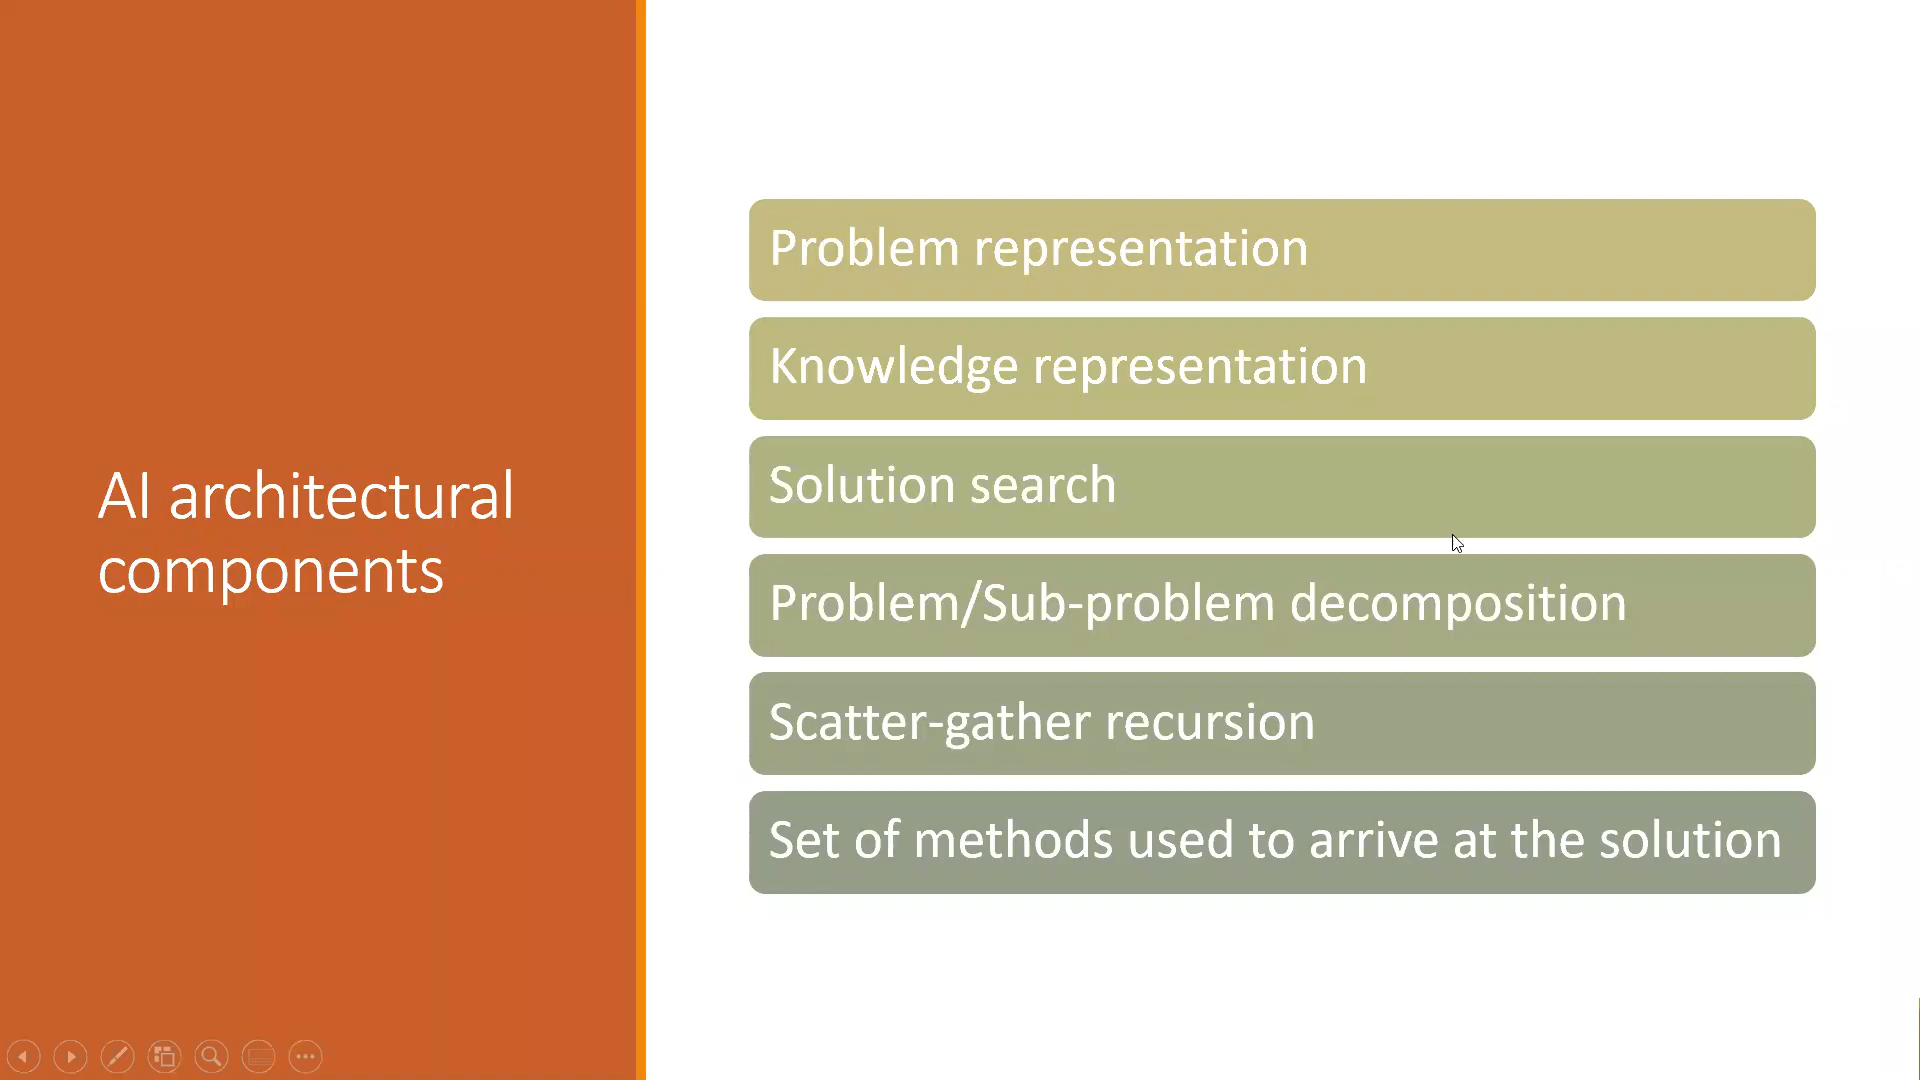 AI architectural
components
Problem representation
Knowledge representation
Solution search
Problem/Sub-problem decomposition
Scatter-gather recursion
Set of methods used to arrive at the solution